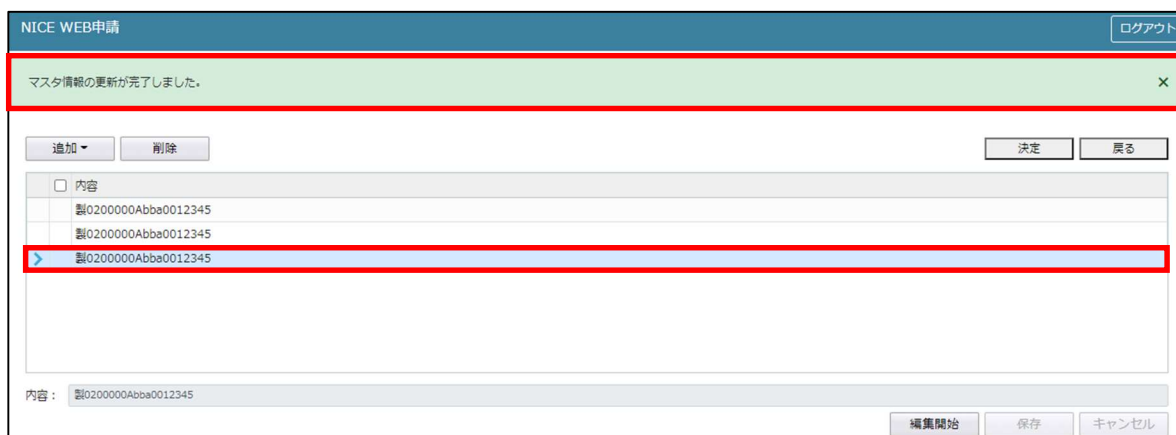 NICE WEB申請
ログアウト
マスタ情報の更新が完了しました。
×
追加 削除 決定 戻る
内容
製0200000Abba0012345
製0200000Abba0012345
製0200000Abba0012345
内容： 製0200000Abba0012345
編集開始 保存 キャンセル